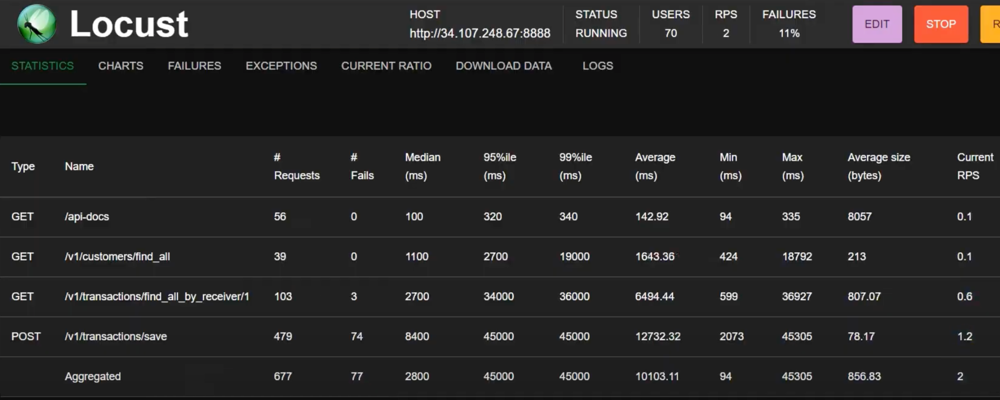 Locust
HOST
http://34.107.248.67:8888
STATUS
RUNNING
USERS
70
RPS
2
FAILURES
11%
EDIT
STOP
R
STATISTICS CHARTS FAILURES EXCEPTIONS CURRENT RATIO DOWNLOAD DATA LOGS
Type Name # Requests # Fails Median (ms) 95%ile (ms) 99%ile (ms) Average (ms) Min (ms) Max (ms) Average size (bytes) Current RPS
GET /api-docs 56 0 100 320 340 142.92 94 335 8057 0.1
GET /v1/customers/find_all 39 0 1100 2700 19000 1643.36 424 18792 213 0.1
GET /v1/transactions/find_all_by_receiver/1 103 3 2700 34000 36000 6494.44 599 36927 807.07 0.6
POST /v1/transactions/save 479 74 8400 45000 45000 12732.32 2073 45305 78.17 1.2
Aggregated 677 77 2800 45000 45000 10103.11 94 45305 856.83 2